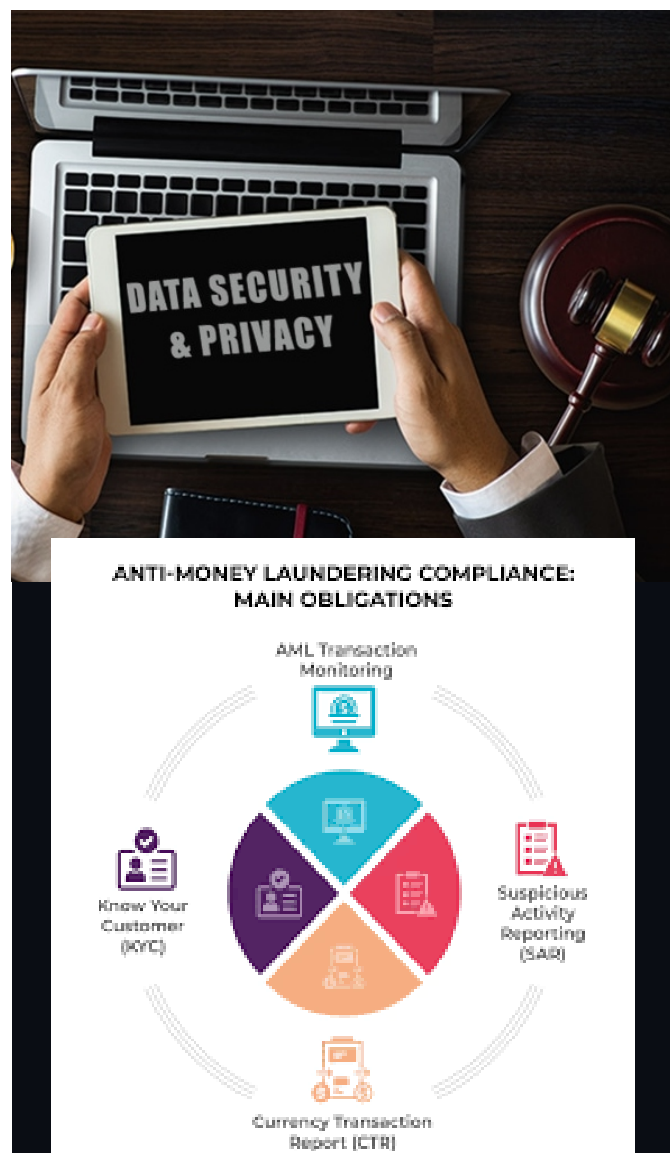 DATA SECURITY
& PRIVACY
ANTI-MONEY LAUNDERING COMPLIANCE:
MAIN OBLIGATIONS
AML Transaction
Monitoring
Know Your
Customer
(KYC)
Suspicious
Activity
Reporting
(SAR)
Currency Transaction
Report (CTR)